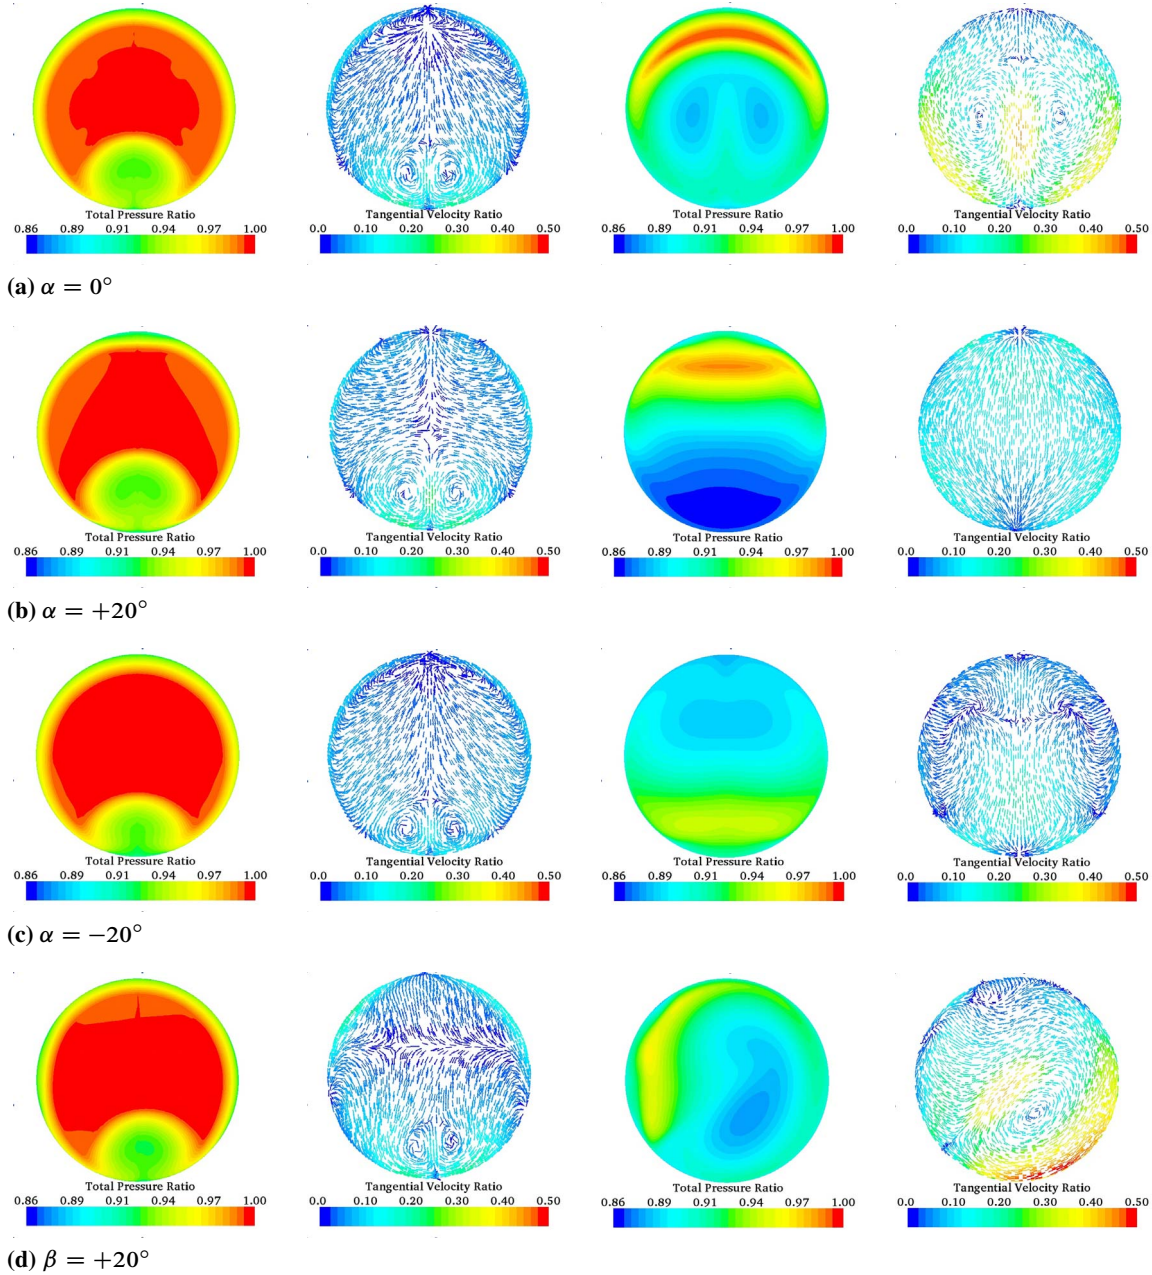 Total Pressure Ratio Tangential Velocity Ratio Total Pressure Ratio Tangential Velocity Ratio
0.86 0.89 0.91 0.94 0.97 1.00 0.0 0.10 0.20 0.30 0.40 0.50 0.86 0.89 0.91 0.94 0.97 1.00 0.0 0.10 0.20 0.30 0.40 0.50
(a) α = 0°
Total Pressure Ratio Tangential Velocity Ratio Total Pressure Ratio Tangential Velocity Ratio
0.86 0.89 0.91 0.94 0.97 1.00 0.0 0.10 0.20 0.30 0.40 0.50 0.86 0.89 0.91 0.94 0.97 1.00 0.0 0.10 0.20 0.30 0.40 0.50
(b) α = +20°
Total Pressure Ratio Tangential Velocity Ratio Total Pressure Ratio Tangential Velocity Ratio
0.86 0.89 0.91 0.94 0.97 1.00 0.0 0.10 0.20 0.30 0.40 0.50 0.86 0.89 0.91 0.94 0.97 1.00 0.0 0.10 0.20 0.30 0.40 0.50
(c) α = −20°
Total Pressure Ratio Tangential Velocity Ratio Total Pressure Ratio Tangential Velocity Ratio
0.86 0.89 0.91 0.94 0.97 1.00 0.0 0.10 0.20 0.30 0.40 0.50 0.86 0.89 0.91 0.94 0.97 1.00 0.0 0.10 0.20 0.30 0.40 0.50
(d) β = +20°